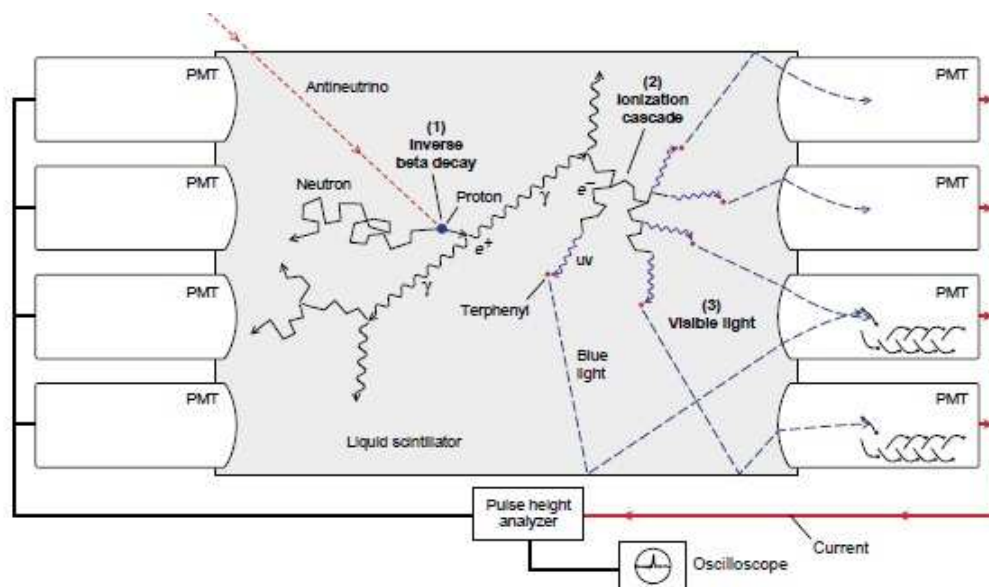 PMT
PMT
Antineutrino
(2)
Ionization
cascade
(1)
Inverse
beta decay
PMT
PMT
Neutron
Proton
γ
e−
e+
PMT
PMT
γ
uv
Terphenyl
(3)
Visible light
Blue
light
PMT
PMT
Liquid scintillator
Pulse height
analyzer
Current
Oscilloscope